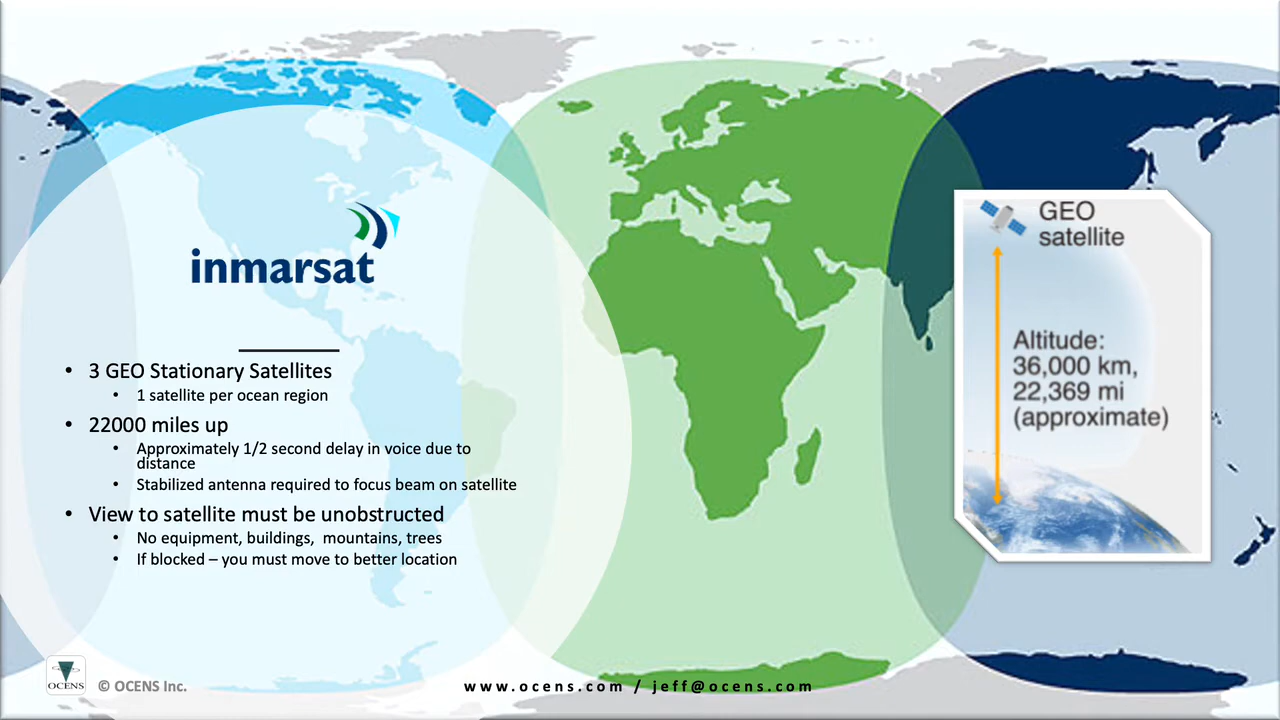 inmarsat
• 3 GEO Stationary Satellites
• 1 satellite per ocean region
• 22000 miles up
• Approximately 1/2 second delay in voice due to
distance
• Stabilized antenna required to focus beam on satellite
• View to satellite must be unobstructed
• No equipment, buildings, mountains, trees
• If blocked – you must move to better location
GEO
satellite
Altitude:
36,000 km,
22,369 mi
(approximate)
OCENS
© OCENS Inc.
www.ocens.com / jeff@ocens.com